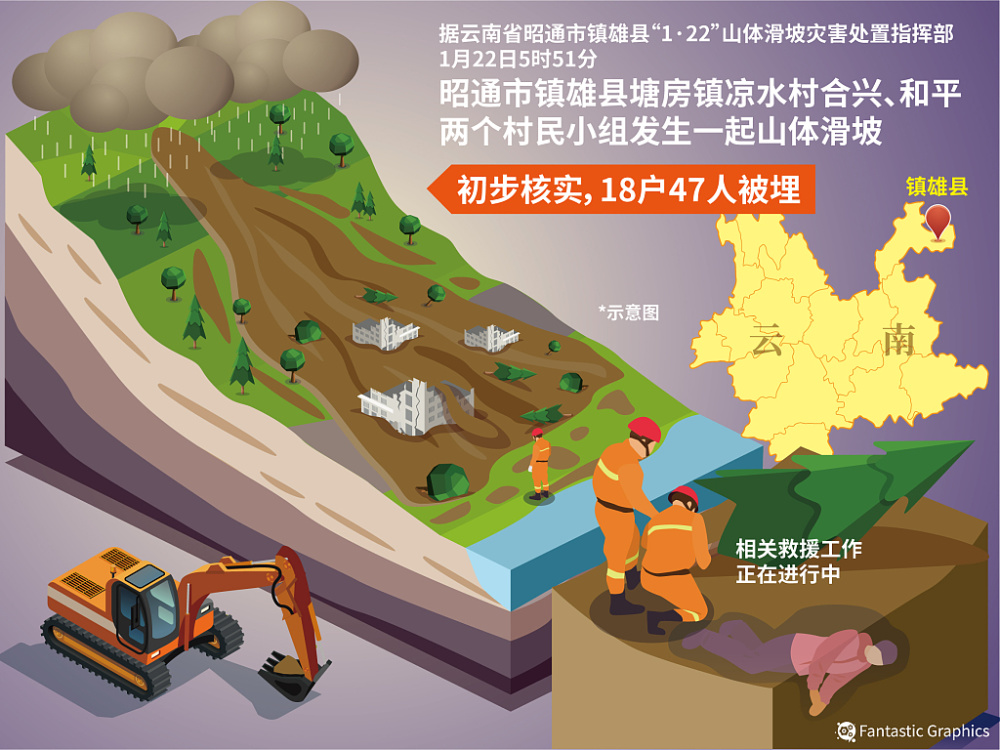 据云南省昭通市镇雄县“1·22”山体滑坡灾害处置指挥部
1月22日5时51分
昭通市镇雄县塘房镇凉水村合兴、和平
两个村民小组发生一起山体滑坡
初步核实，18户47人被埋
镇雄县
*示意图
云南
相关救援工作
正在进行中
Fantastic Graphics